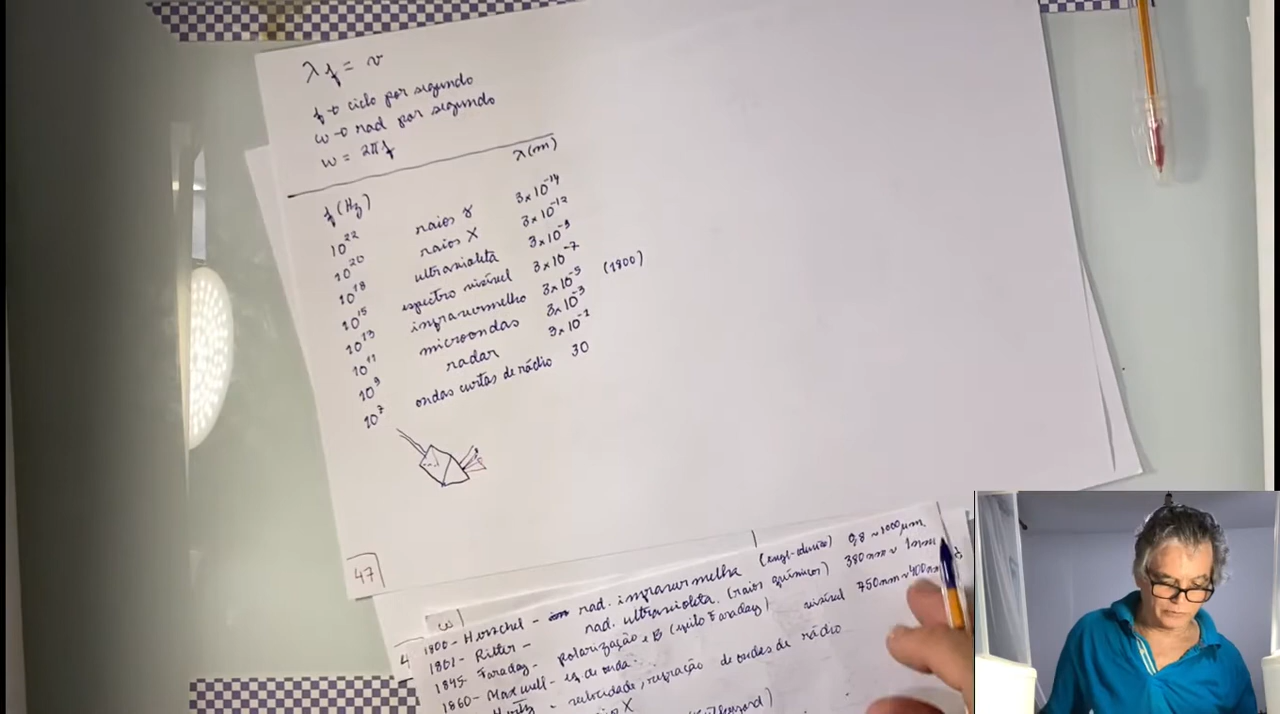 λ f = v
f → ciclo por segundo
ω → rad por segundo
ω = 2πf
f (Hz) λ (m)
10²² raios γ 3×10⁻¹⁴
10²⁰ raios X 3×10⁻¹²
10¹⁸ ultravioleta 3×10⁻⁹
10¹⁵ espectro visível 3×10⁻⁷
10¹³ infravermelho 3×10⁻⁵ (1800)
10¹¹ microondas 3×10⁻³
10⁹ radar 3×10⁻¹
10⁷ ondas curtas de rádio 30
47
1800 - Herschel - rad. infravermelha 0,8 ~ 1000 μm
1801 - Ritter - rad. ultravioleta (raios químicos) 380 nm ~ 1 nm
1845 - Faraday - polarização e B (efeito Faraday) visível 750 nm ~ 400 nm
1860 - Maxwell - eq. de onda
Hertz - velocidade, refração de ondas de rádio
X